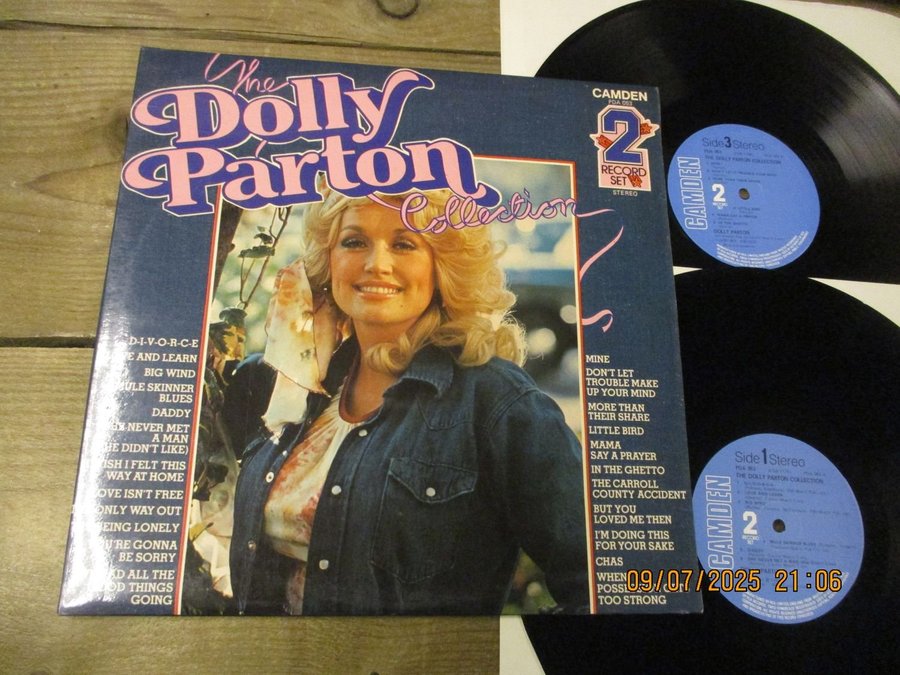 The
Dolly
Parton
Collection
CAMDEN
PDA 053
2
RECORD
SET
STEREO
D-I-V-O-R-C-E
AND LEARN
BIG WIND
MULE SKINNER
BLUES
DADDY
NEVER MET
A MAN
DIDN'T LIKE)
WISH I FELT THIS
WAY AT HOME
LOVE ISN'T FREE
ONLY WAY OUT
BEING LONELY
YOU'RE GONNA
BE SORRY
ALL THE
GOOD THINGS
GOING
MINE
DON'T LET
TROUBLE MAKE
UP YOUR MIND
MORE THAN
THEIR SHARE
LITTLE BIRD
MAMA
SAY A PRAYER
IN THE GHETTO
THE CARROLL
COUNTY ACCIDENT
BUT YOU
LOVED ME THEN
I'M DOING THIS
FOR YOUR SAKE
CHAS
WHEN
TOO STRONG
Side 3 Stereo
THE DOLLY PARTON COLLECTION
CAMDEN
2
RECORD
SET
DOLLY PARTON
Side 1 Stereo
THE DOLLY PARTON COLLECTION
CAMDEN
2
RECORD
SET
09/07/2025 21:06